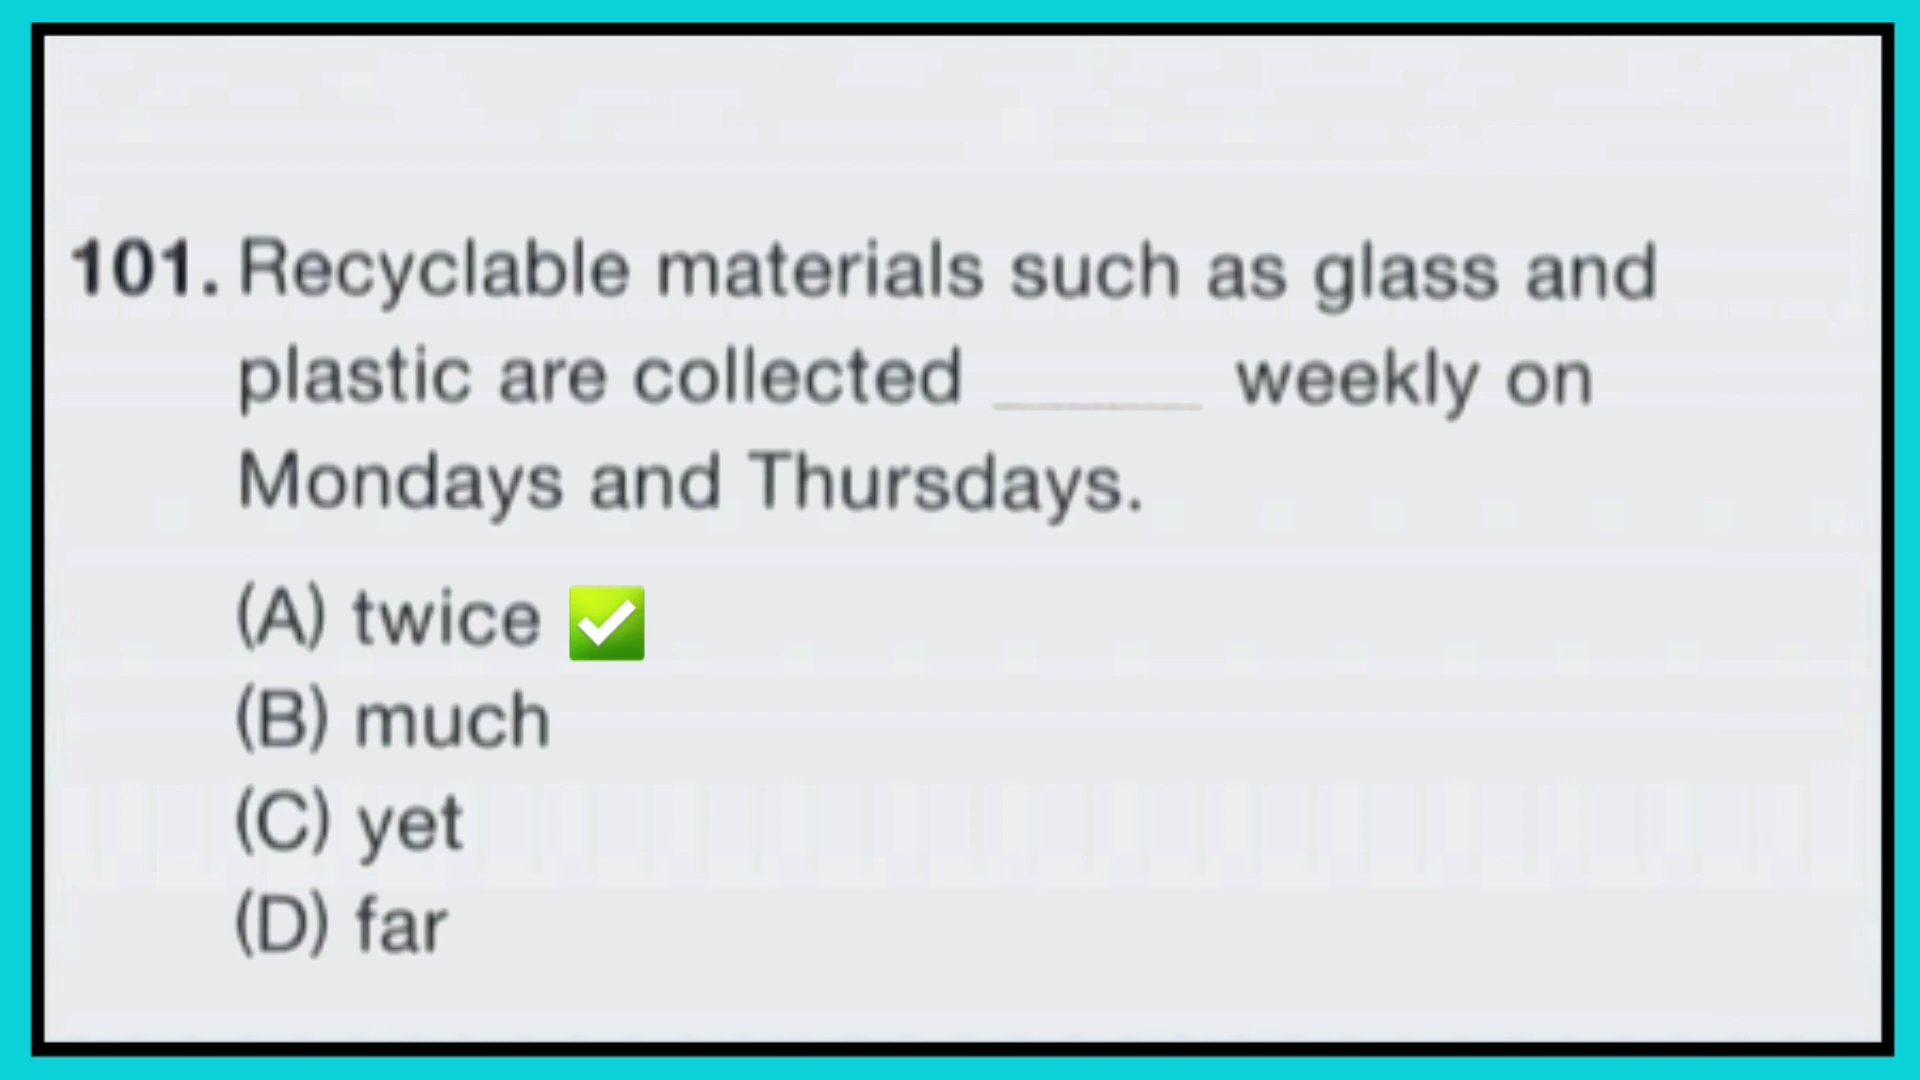 101. Recyclable materials such as glass and
plastic are collected ______ weekly on
Mondays and Thursdays.
(A) twice ✅
(B) much
(C) yet
(D) far